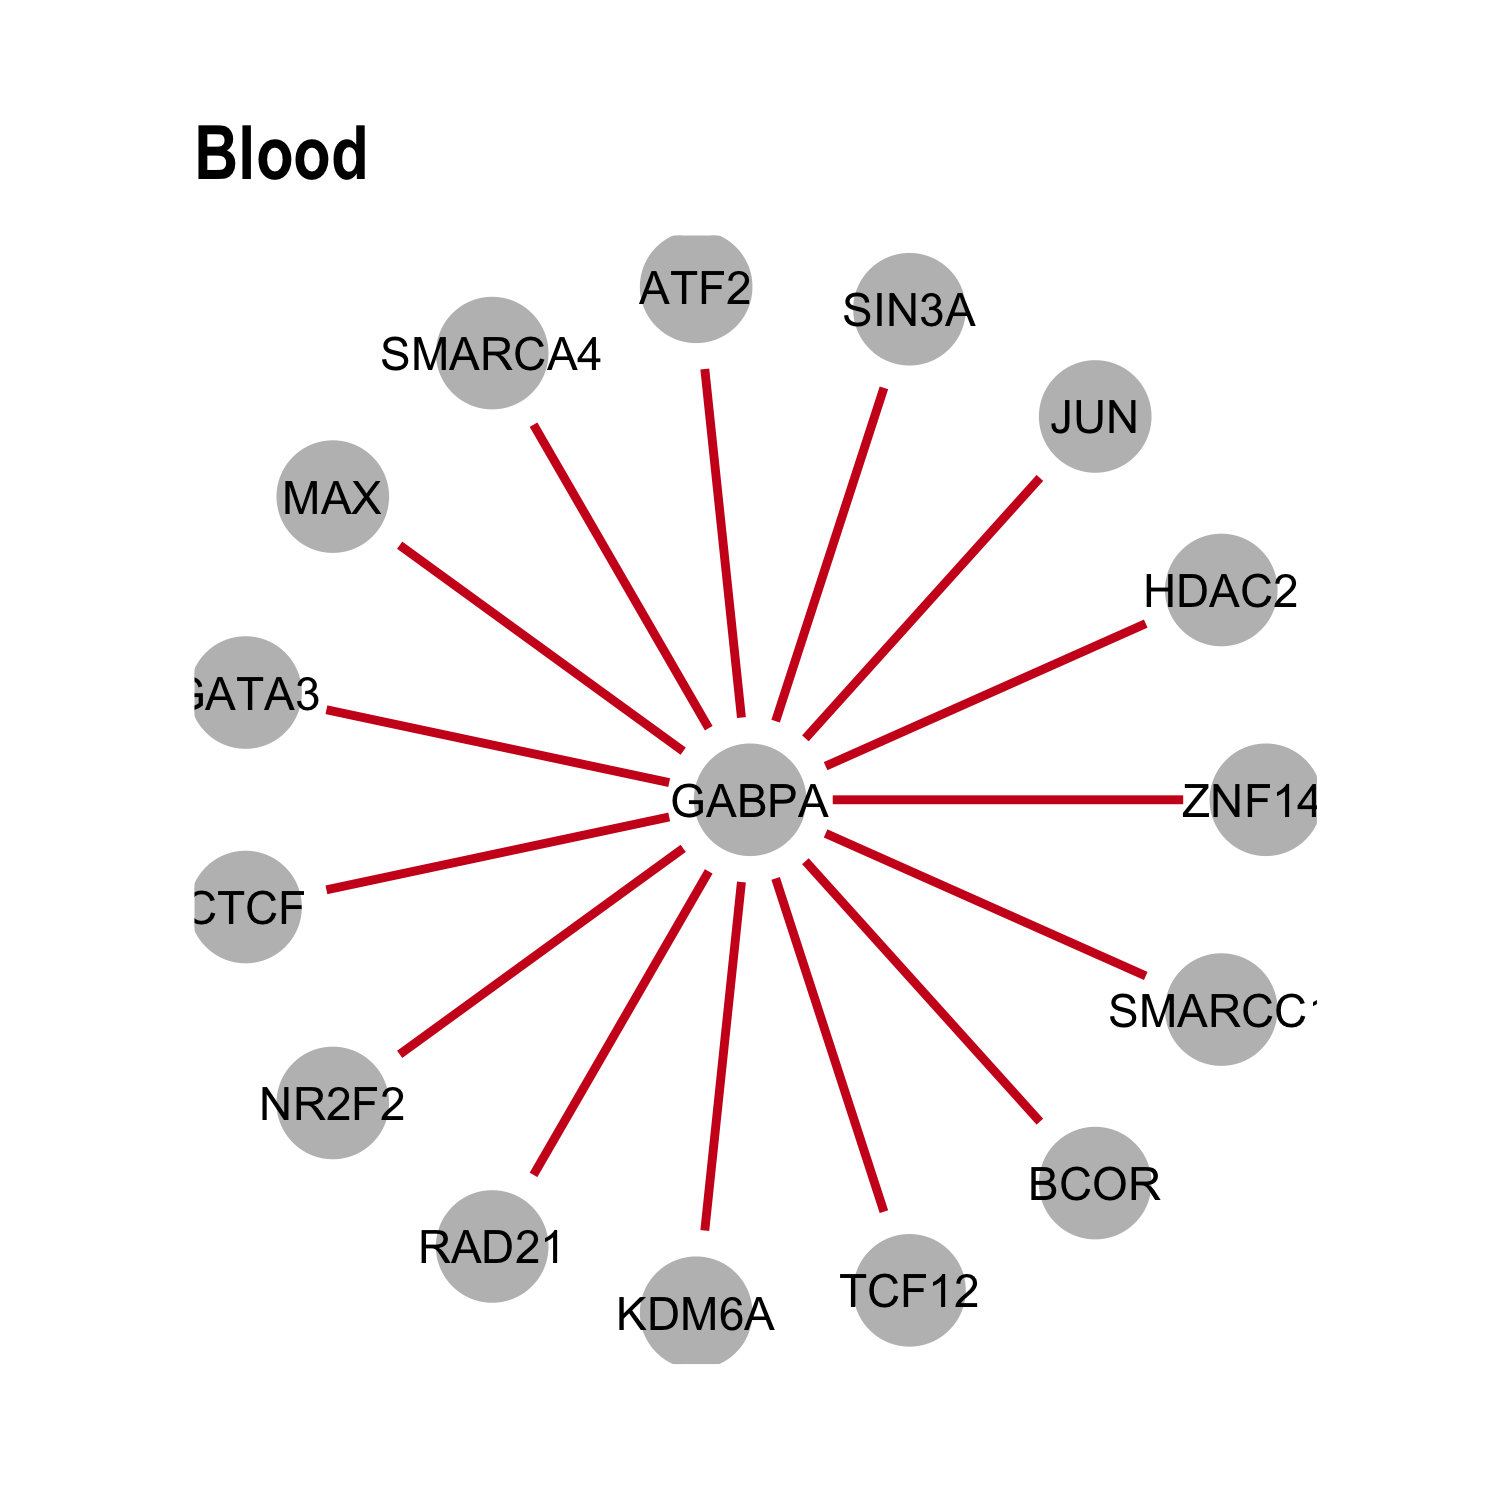 Blood
ATF2
SIN3A
SMARCA4
JUN
MAX
HDAC2
GATA3
GABPA
ZNF14
CTCF
SMARCC1
NR2F2
BCOR
RAD21
TCF12
KDM6A